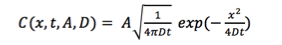 C(x, t, A, D) = A√(1/(4πDt)) exp(−x²/(4Dt))